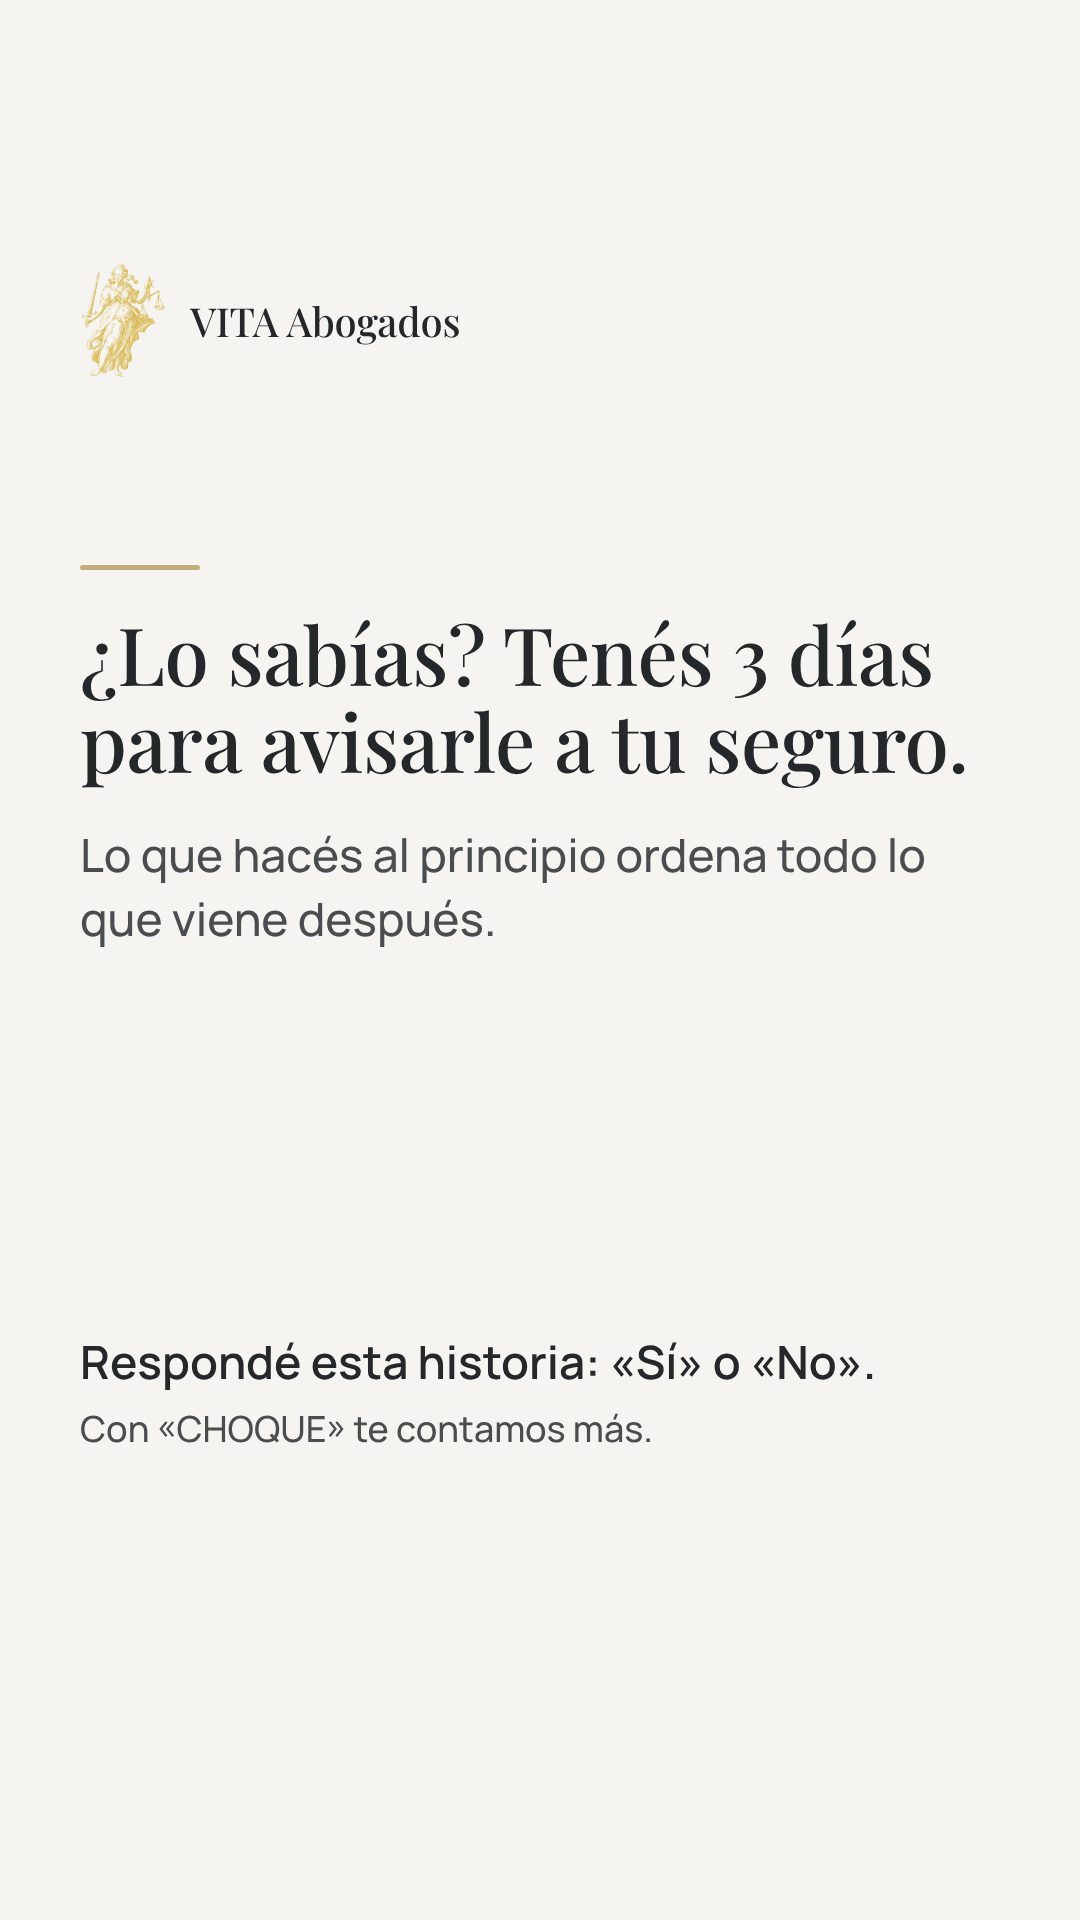 VITA Abogados
¿Lo sabías? Tenés 3 días
para avisarle a tu seguro.
Lo que hacés al principio ordena todo lo
que viene después.
Respondé esta historia: «Sí» o «No».
Con «CHOQUE» te contamos más.